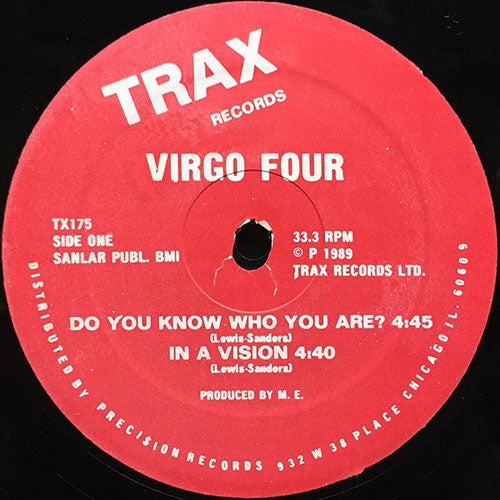 TRAX
RECORDS
VIRGO FOUR
TX175
SIDE ONE
SANLAR PUBL. BMI
33.3 RPM
© P 1989
TRAX RECORDS LTD.
DO YOU KNOW WHO YOU ARE? 4:45
(Lewis-Sanders)
IN A VISION 4:40
(Lewis-Sanders)
PRODUCED BY M. E.
DISTRIBUTED BY PRECISION RECORDS 932 W 38 PLACE CHICAGO IL. 60609